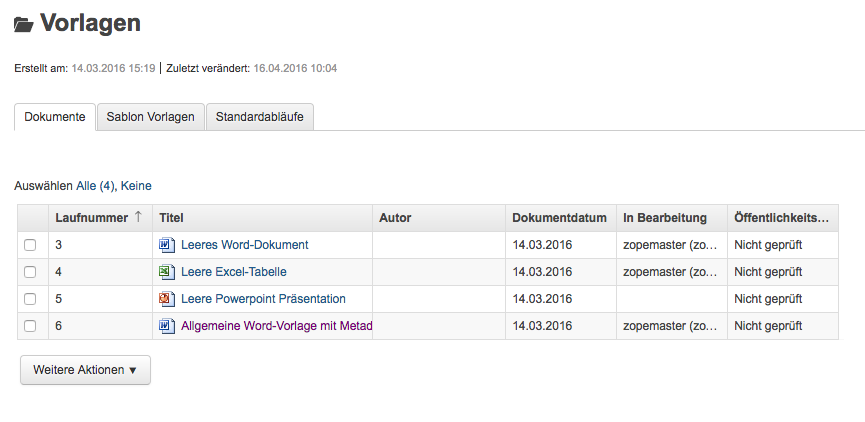 Vorlagen
Erstellt am: 14.03.2016 15:19 | Zuletzt verändert: 16.04.2016 10:04
Dokumente Sablon Vorlagen Standardabläufe
Auswählen Alle (4), Keine
Laufnummer ↑ Titel Autor Dokumentdatum In Bearbeitung Öffentlichkeits…
3 Leeres Word-Dokument 14.03.2016 zopemaster (zo… Nicht geprüft
4 Leere Excel-Tabelle 14.03.2016 zopemaster (zo… Nicht geprüft
5 Leere Powerpoint Präsentation 14.03.2016 Nicht geprüft
6 Allgemeine Word-Vorlage mit Metad 14.03.2016 zopemaster (zo… Nicht geprüft
Weitere Aktionen ▼